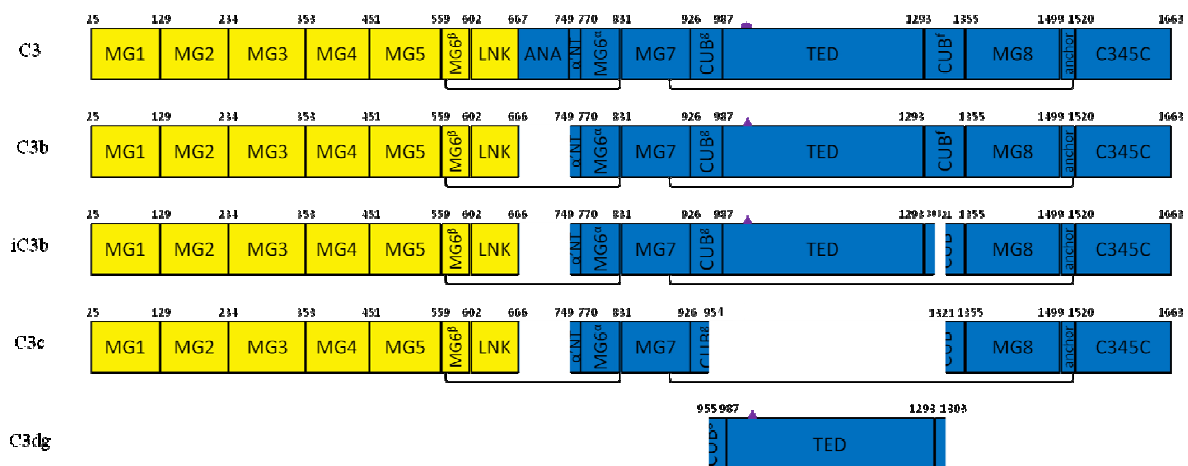 25 129 234 353 451 559 602 667 749 770 831 926 987 1293 1355 1499 1520 1663
C3 MG1 MG2 MG3 MG4 MG5 MG6β LNK ANA α'NT MG6α MG7 CUBg TED CUBf MG8 anchor C345C
25 129 234 353 451 559 602 666 749 770 831 926 987 1293 1355 1499 1520 1663
C3b MG1 MG2 MG3 MG4 MG5 MG6β LNK α'NT MG6α MG7 CUBg TED CUBf MG8 anchor C345C
25 129 234 353 451 559 602 666 749 770 831 926 987 1293 1355 1499 1520 1663
iC3b MG1 MG2 MG3 MG4 MG5 MG6β LNK α'NT MG6α MG7 CUBg TED CUB MG8 anchor C345C
25 129 234 353 451 559 602 666 749 770 831 926 954 1321 1355 1499 1520 1663
C3c MG1 MG2 MG3 MG4 MG5 MG6β LNK α'NT MG6α MG7 CUBg CUB MG8 anchor C345C
955 987 1293 1303
C3dg CUBg TED